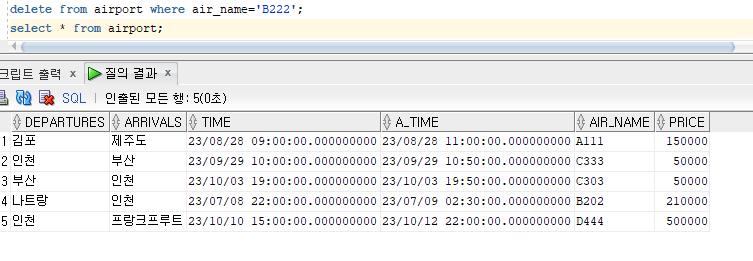 delete from airport where air_name='B222';
select * from airport;
크립트 출력 x 질의 결과 x
SQL | 인출된 모든 행: 5(0초)
DEPARTURES ARRIVALS TIME A_TIME AIR_NAME PRICE
1 김포 제주도 23/08/28 09:00:00.000000000 23/08/28 11:00:00.000000000 A111 150000
2 인천 부산 23/09/29 10:00:00.000000000 23/09/29 10:50:00.000000000 C333 50000
3 부산 인천 23/10/03 19:00:00.000000000 23/10/03 19:50:00.000000000 C303 50000
4 나트랑 인천 23/07/08 22:00:00.000000000 23/07/09 02:30:00.000000000 B202 210000
5 인천 프랑크프루트 23/10/10 15:00:00.000000000 23/10/12 22:00:00.000000000 D444 500000